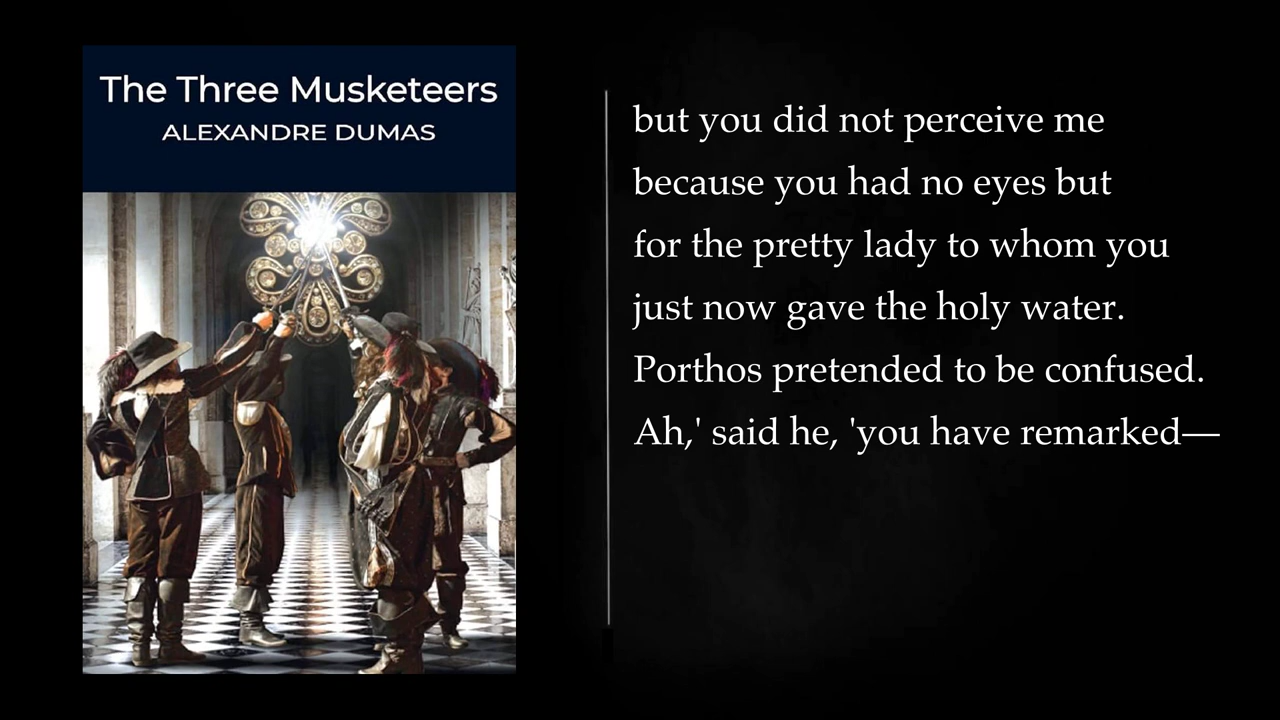 The Three Musketeers
ALEXANDRE DUMAS
but you did not perceive me
because you had no eyes but
for the pretty lady to whom you
just now gave the holy water.
Porthos pretended to be confused.
Ah,' said he, 'you have remarked—